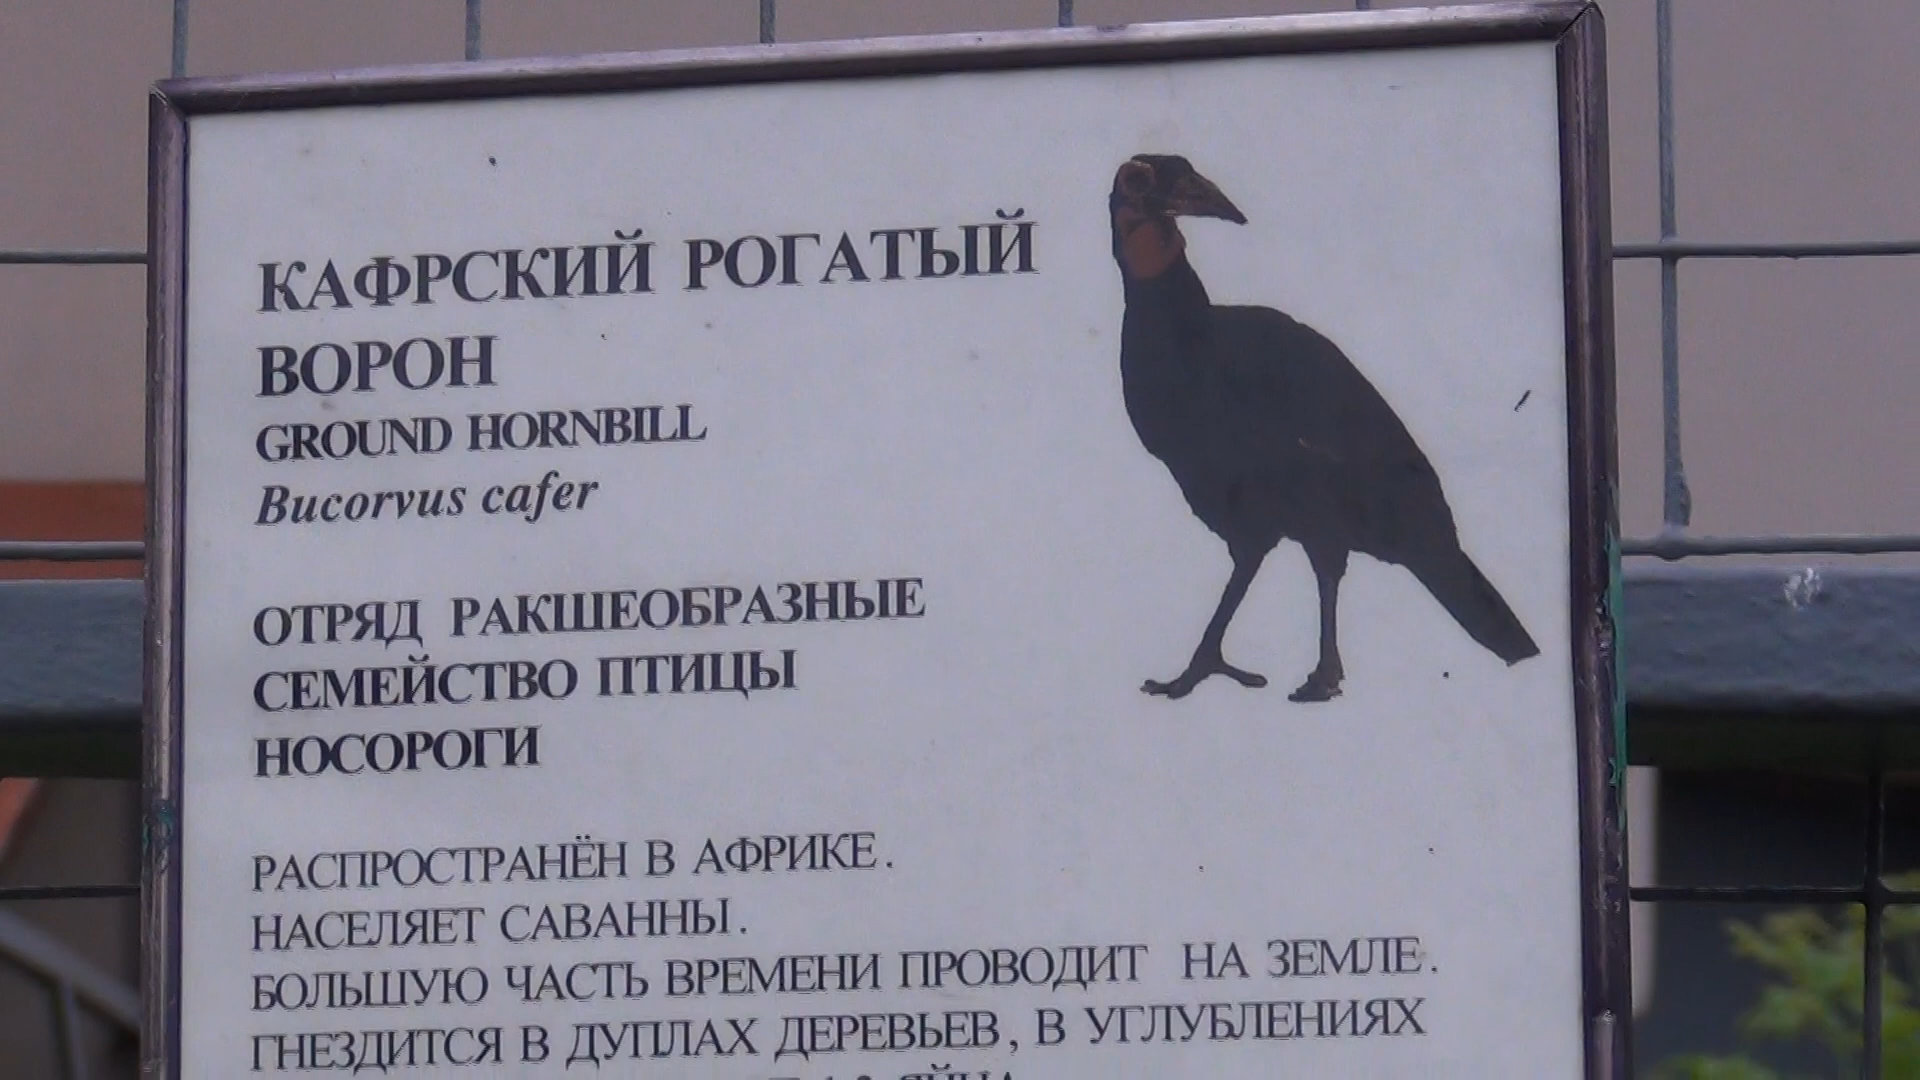 КАФРСКИЙ РОГАТЫЙ
ВОРОН
GROUND HORNBILL
Bucorvus cafer
ОТРЯД РАКШЕОБРАЗНЫЕ
СЕМЕЙСТВО ПТИЦЫ
НОСОРОГИ
РАСПРОСТРАНЁН В АФРИКЕ.
НАСЕЛЯЕТ САВАННЫ.
БОЛЬШУЮ ЧАСТЬ ВРЕМЕНИ ПРОВОДИТ НА ЗЕМЛЕ.
ГНЕЗДИТСЯ В ДУПЛАХ ДЕРЕВЬЕВ, В УГЛУБЛЕНИЯХ